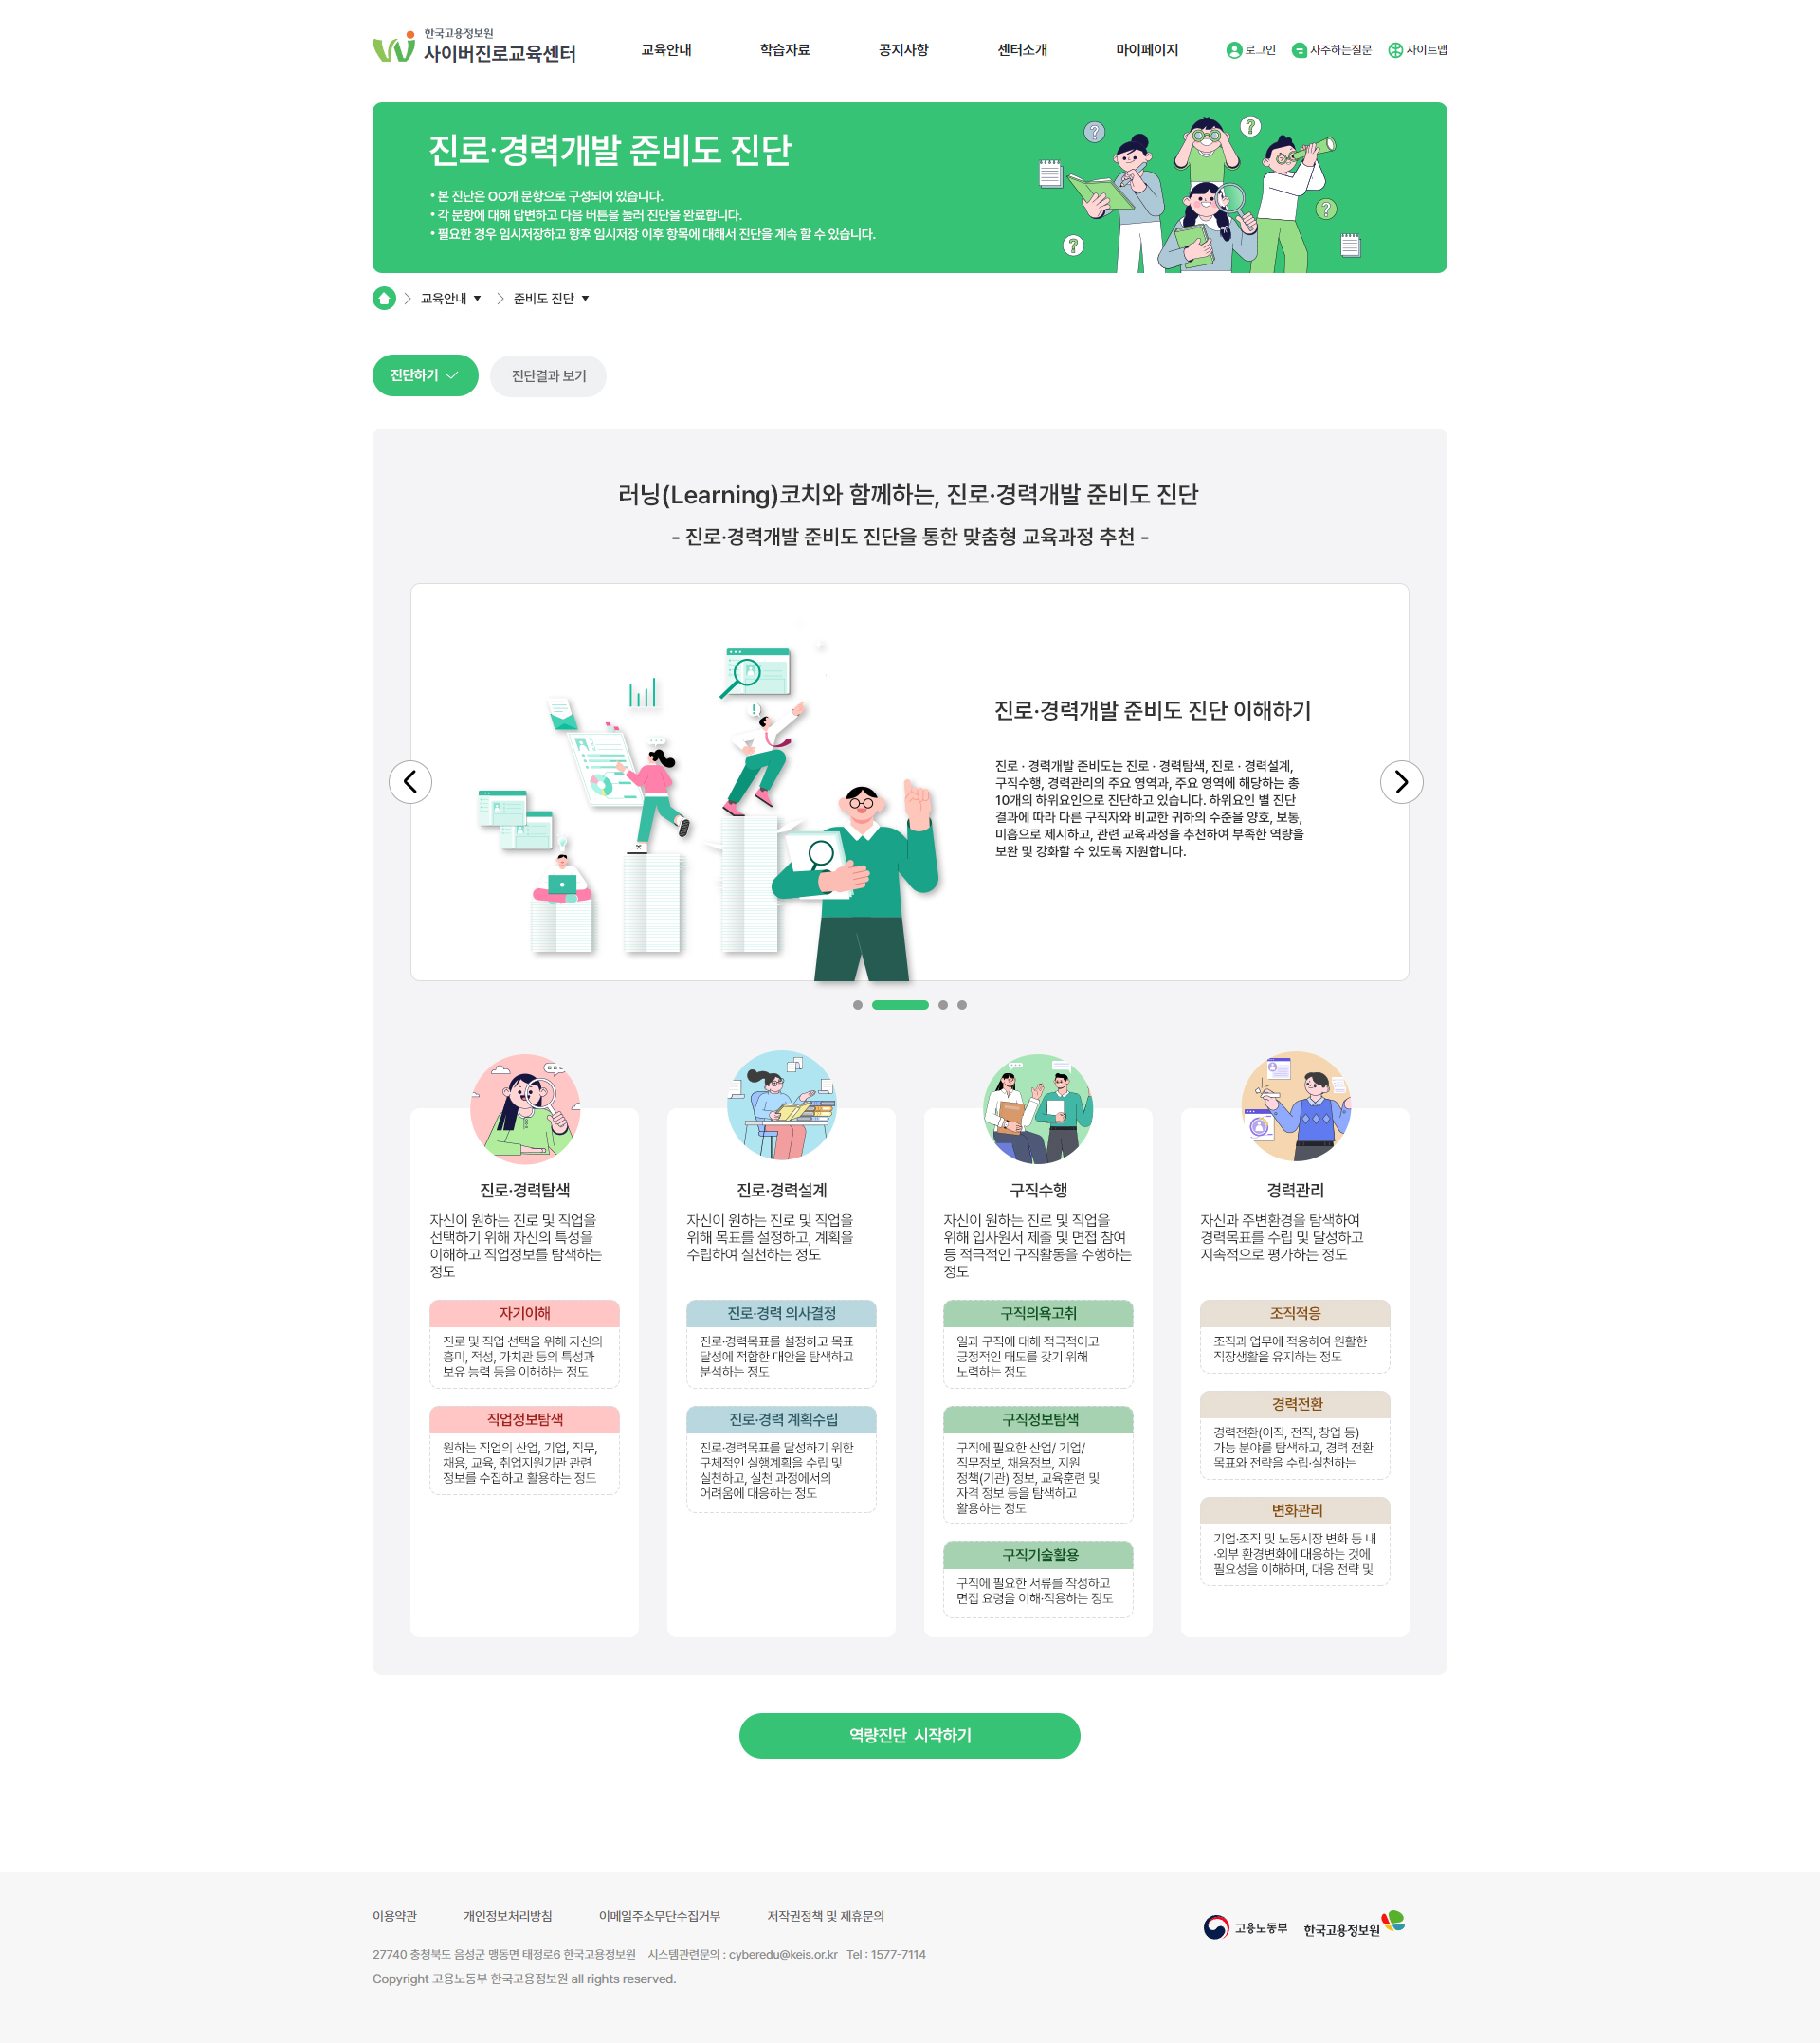 한국고용정보원
사이버진로교육센터
교육안내
학습자료
공지사항
센터소개
마이페이지
로그인
자주하는질문
사이트맵
진로·경력개발 준비도 진단
• 본 진단은 OO개 문항으로 구성되어 있습니다.
• 각 문항에 대해 답변하고 다음 버튼을 눌러 진단을 완료합니다.
• 필요한 경우 임시저장하고 향후 임시저장 이후 항목에 대해서 진단을 계속 할 수 있습니다.
교육안내
준비도 진단
진단하기
진단결과 보기
러닝(Learning)코치와 함께하는, 진로·경력개발 준비도 진단
- 진로·경력개발 준비도 진단을 통한 맞춤형 교육과정 추천 -
진로·경력개발 준비도 진단 이해하기
진로 · 경력개발 준비도는 진로 · 경력탐색, 진로 · 경력설계,
구직수행, 경력관리의 주요 영역과, 주요 영역에 해당하는 총
10개의 하위요인으로 진단하고 있습니다. 하위요인 별 진단
결과에 따라 다른 구직자와 비교한 귀하의 수준을 양호, 보통,
미흡으로 제시하고, 관련 교육과정을 추천하여 부족한 역량을
보완 및 강화할 수 있도록 지원합니다.
진로·경력탐색
자신이 원하는 진로 및 직업을
선택하기 위해 자신의 특성을
이해하고 직업정보를 탐색하는
정도
자기이해
진로 및 직업 선택을 위해 자신의
흥미, 적성, 가치관 등의 특성과
보유 능력 등을 이해하는 정도
직업정보탐색
원하는 직업의 산업, 기업, 직무,
채용, 교육, 취업지원기관 관련
정보를 수집하고 활용하는 정도
진로·경력설계
자신이 원하는 진로 및 직업을
위해 목표를 설정하고, 계획을
수립하여 실천하는 정도
진로·경력 의사결정
진로·경력목표를 설정하고 목표
달성에 적합한 대안을 탐색하고
분석하는 정도
진로·경력 계획수립
진로·경력목표를 달성하기 위한
구체적인 실행계획을 수립 및
실천하고, 실천 과정에서의
어려움에 대응하는 정도
구직수행
자신이 원하는 진로 및 직업을
위해 입사원서 제출 및 면접 참여
등 적극적인 구직활동을 수행하는
정도
구직의욕고취
일과 구직에 대해 적극적이고
긍정적인 태도를 갖기 위해
노력하는 정도
구직정보탐색
구직에 필요한 산업/ 기업/
직무정보, 채용정보, 지원
정책(기관) 정보, 교육훈련 및
자격 정보 등을 탐색하고
활용하는 정도
구직기술활용
구직에 필요한 서류를 작성하고
면접 요령을 이해·적용하는 정도
경력관리
자신과 주변환경을 탐색하여
경력목표를 수립 및 달성하고
지속적으로 평가하는 정도
조직적응
조직과 업무에 적응하여 원활한
직장생활을 유지하는 정도
경력전환
경력전환(이직, 전직, 창업 등)
가능 분야를 탐색하고, 경력 전환
목표와 전략을 수립·실천하는
변화관리
기업·조직 및 노동시장 변화 등 내
·외부 환경변화에 대응하는 것에
필요성을 이해하며, 대응 전략 및
역량진단 시작하기
이용약관
개인정보처리방침
이메일주소무단수집거부
저작권정책 및 제휴문의
27740 충청북도 음성군 맹동면 태정로6 한국고용정보원 시스템관련문의 : cyberedu@keis.or.kr Tel : 1577-7114
Copyright 고용노동부 한국고용정보원 all rights reserved.
고용노동부
한국고용정보원